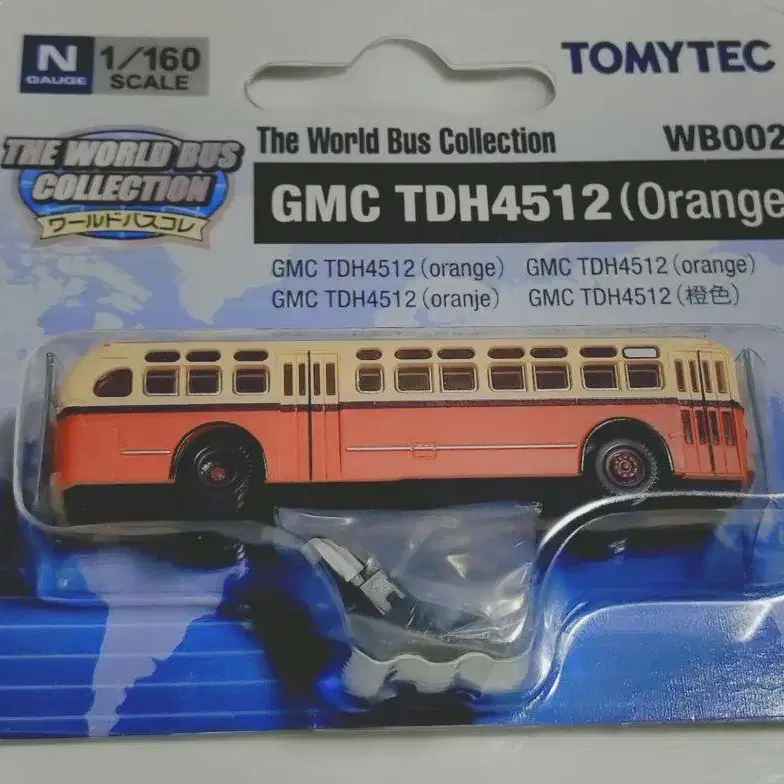 N
GAUGE
1/160
SCALE
TOMYTEC
THE WORLD BUS
COLLECTION
ワールドバスコレ
The World Bus Collection
WB002
GMC TDH4512(Orange
GMC TDH4512(orange) GMC TDH4512(orange)
GMC TDH4512(oranje) GMC TDH4512(橙色)